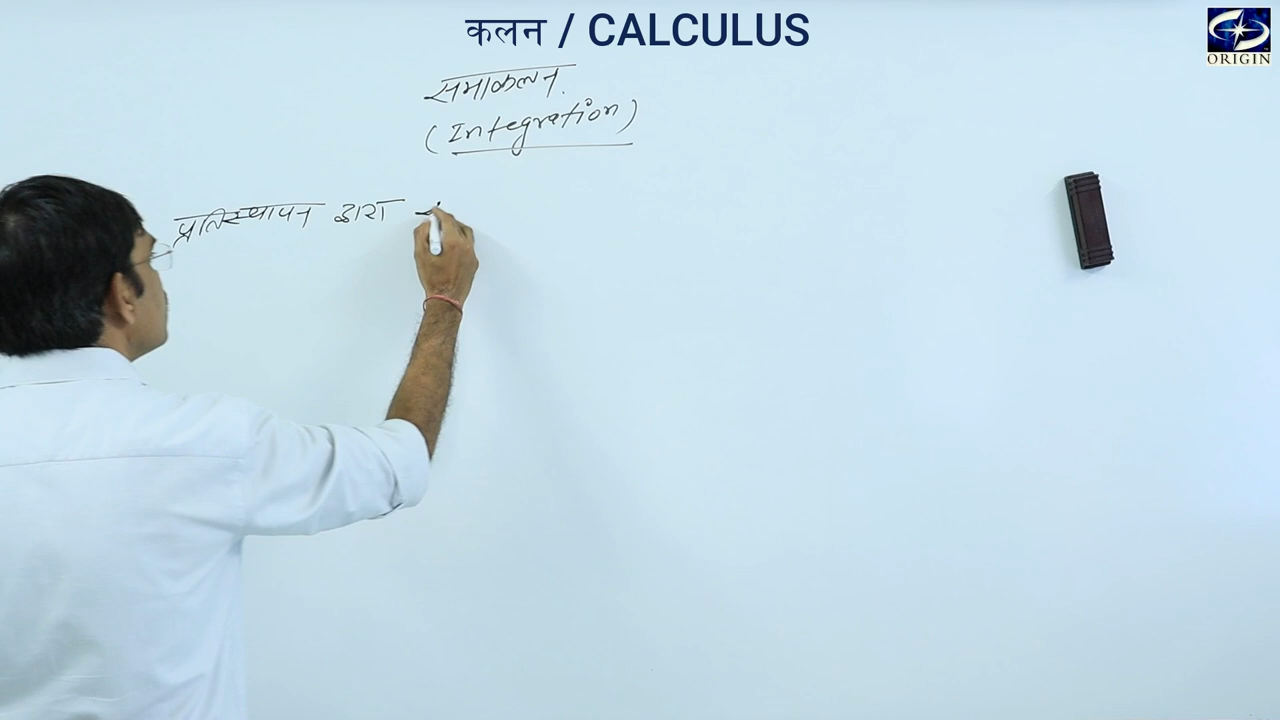 कलन / CALCULUS
ORIGIN
समाकलन.
(Integration)
प्रतिस्थापन द्वारा